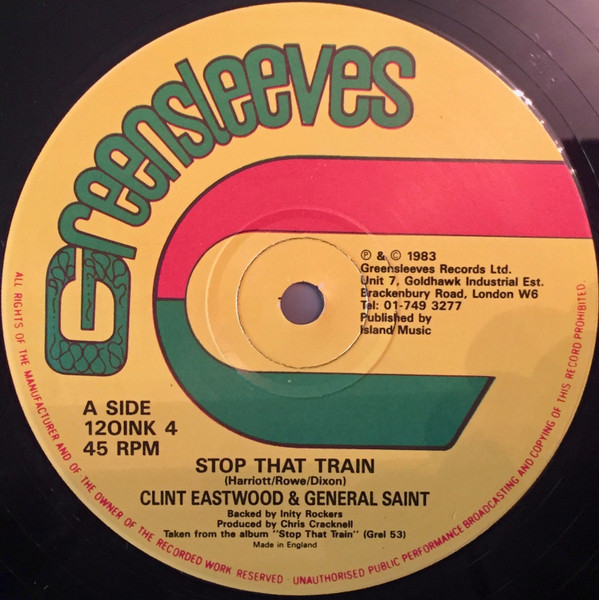 Greensleeves
℗ & © 1983
Greensleeves Records Ltd.
Unit 7, Goldhawk Industrial Est.
Brackenbury Road, London W6
Tel: 01-749 3277
Published by
Island Music
A SIDE
12OINK 4
45 RPM
STOP THAT TRAIN
(Harriott/Rowe/Dixon)
CLINT EASTWOOD & GENERAL SAINT
Backed by Inity Rockers
Produced by Chris Cracknell
Taken from the album "Stop That Train" (Grel 53)
Made in England
ALL RIGHTS OF THE MANUFACTURER AND OF THE OWNER OF THE RECORDED WORK RESERVED - UNAUTHORISED PUBLIC PERFORMANCE BROADCASTING AND COPYING OF THIS RECORD PROHIBITED.